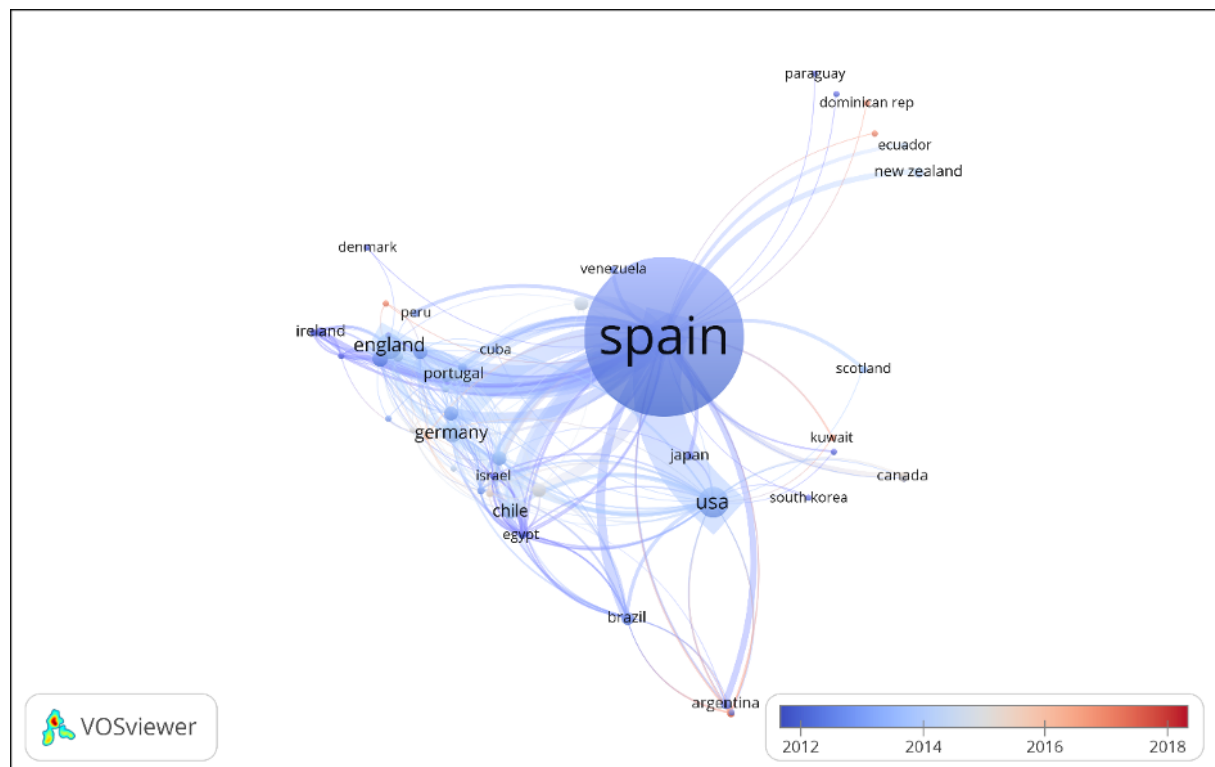 paraguay
dominican rep
ecuador
new zealand
denmark
venezuela
peru
ireland
england
spain
cuba
portugal
scotland
germany
kuwait
japan
israel
canada
usa
south korea
chile
egypt
brazil
argentina
VOSviewer
2012 2014 2016 2018